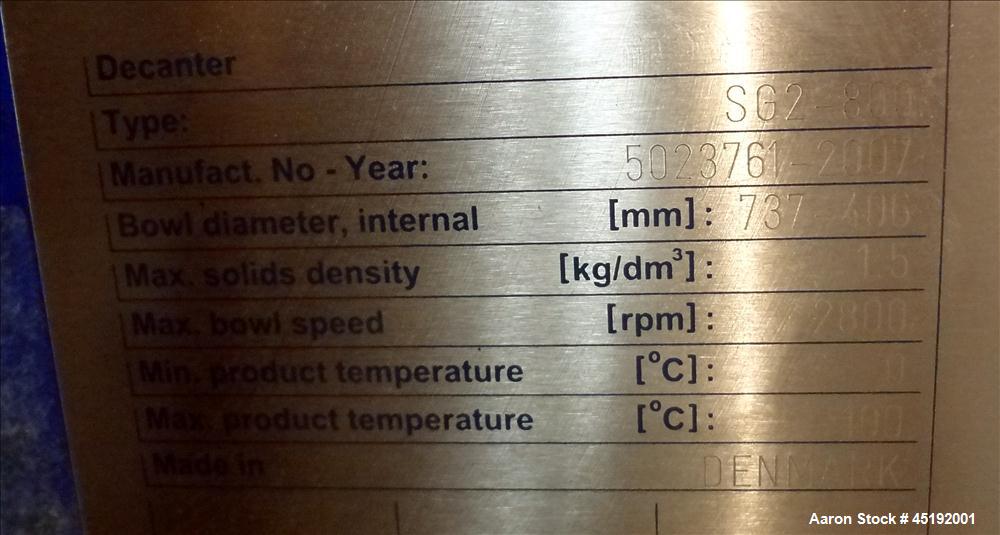 Decanter
Type: SG2-800
Manufact. No - Year: 5023761-2007
Bowl diameter, internal [mm]: 737 400
Max. solids density [kg/dm³]: 1.5
Max. bowl speed [rpm]: 2800
Min. product temperature [°C]: 0
Max. product temperature [°C]: 100
Made in DENMARK
Aaron Stock # 45192001